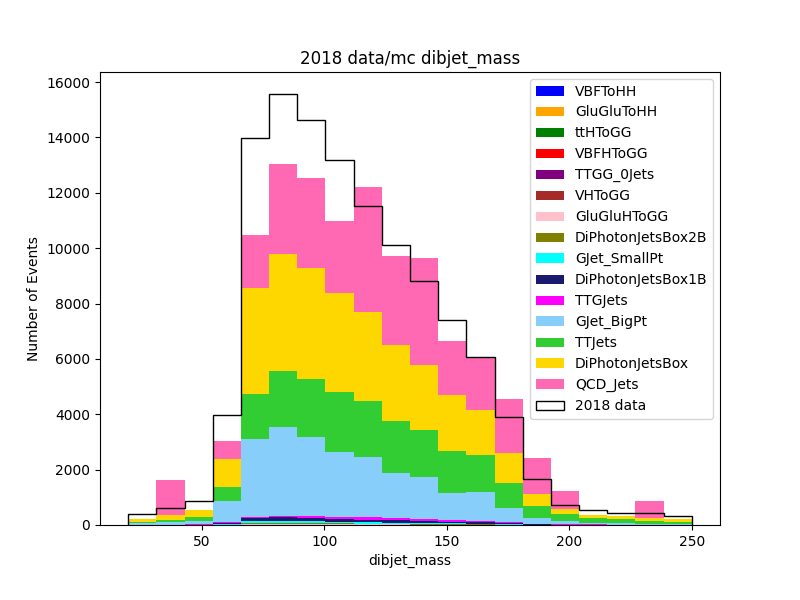 2018 data/mc dibjet_mass
16000
14000
12000
10000
8000
6000
4000
2000
0
Number of Events
50
100
150
200
250
dibjet_mass
VBFToHH
GluGluToHH
ttHToGG
VBFHToGG
TTGG_0Jets
VHToGG
GluGluHToGG
DiPhotonJetsBox2B
GJet_SmallPt
DiPhotonJetsBox1B
TTGJets
GJet_BigPt
TTJets
DiPhotonJetsBox
QCD_Jets
2018 data